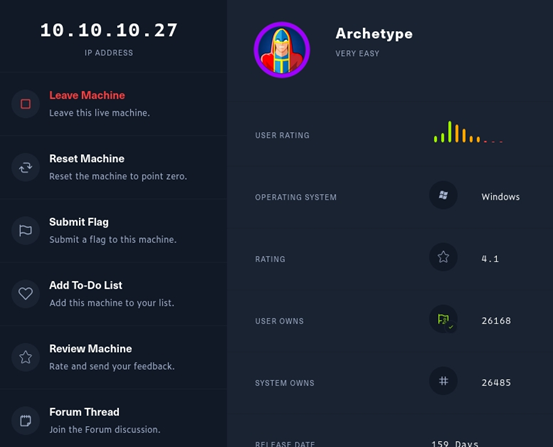 10.10.10.27
IP ADDRESS
Leave Machine
Leave this live machine.
Reset Machine
Reset the machine to point zero.
Submit Flag
Submit a flag to this machine.
Add To-Do List
Add this machine to your list.
Review Machine
Rate and send your feedback.
Forum Thread
Join the Forum discussion.
Archetype
VERY EASY
USER RATING
OPERATING SYSTEM
Windows
RATING
4.1
USER OWNS
26168
SYSTEM OWNS
26485
RELEASE DATE
159 Days